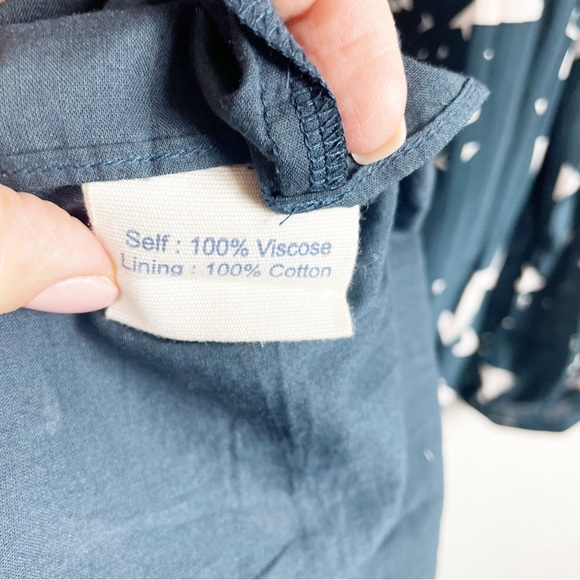 Self : 100% Viscose
Lining : 100% Cotton